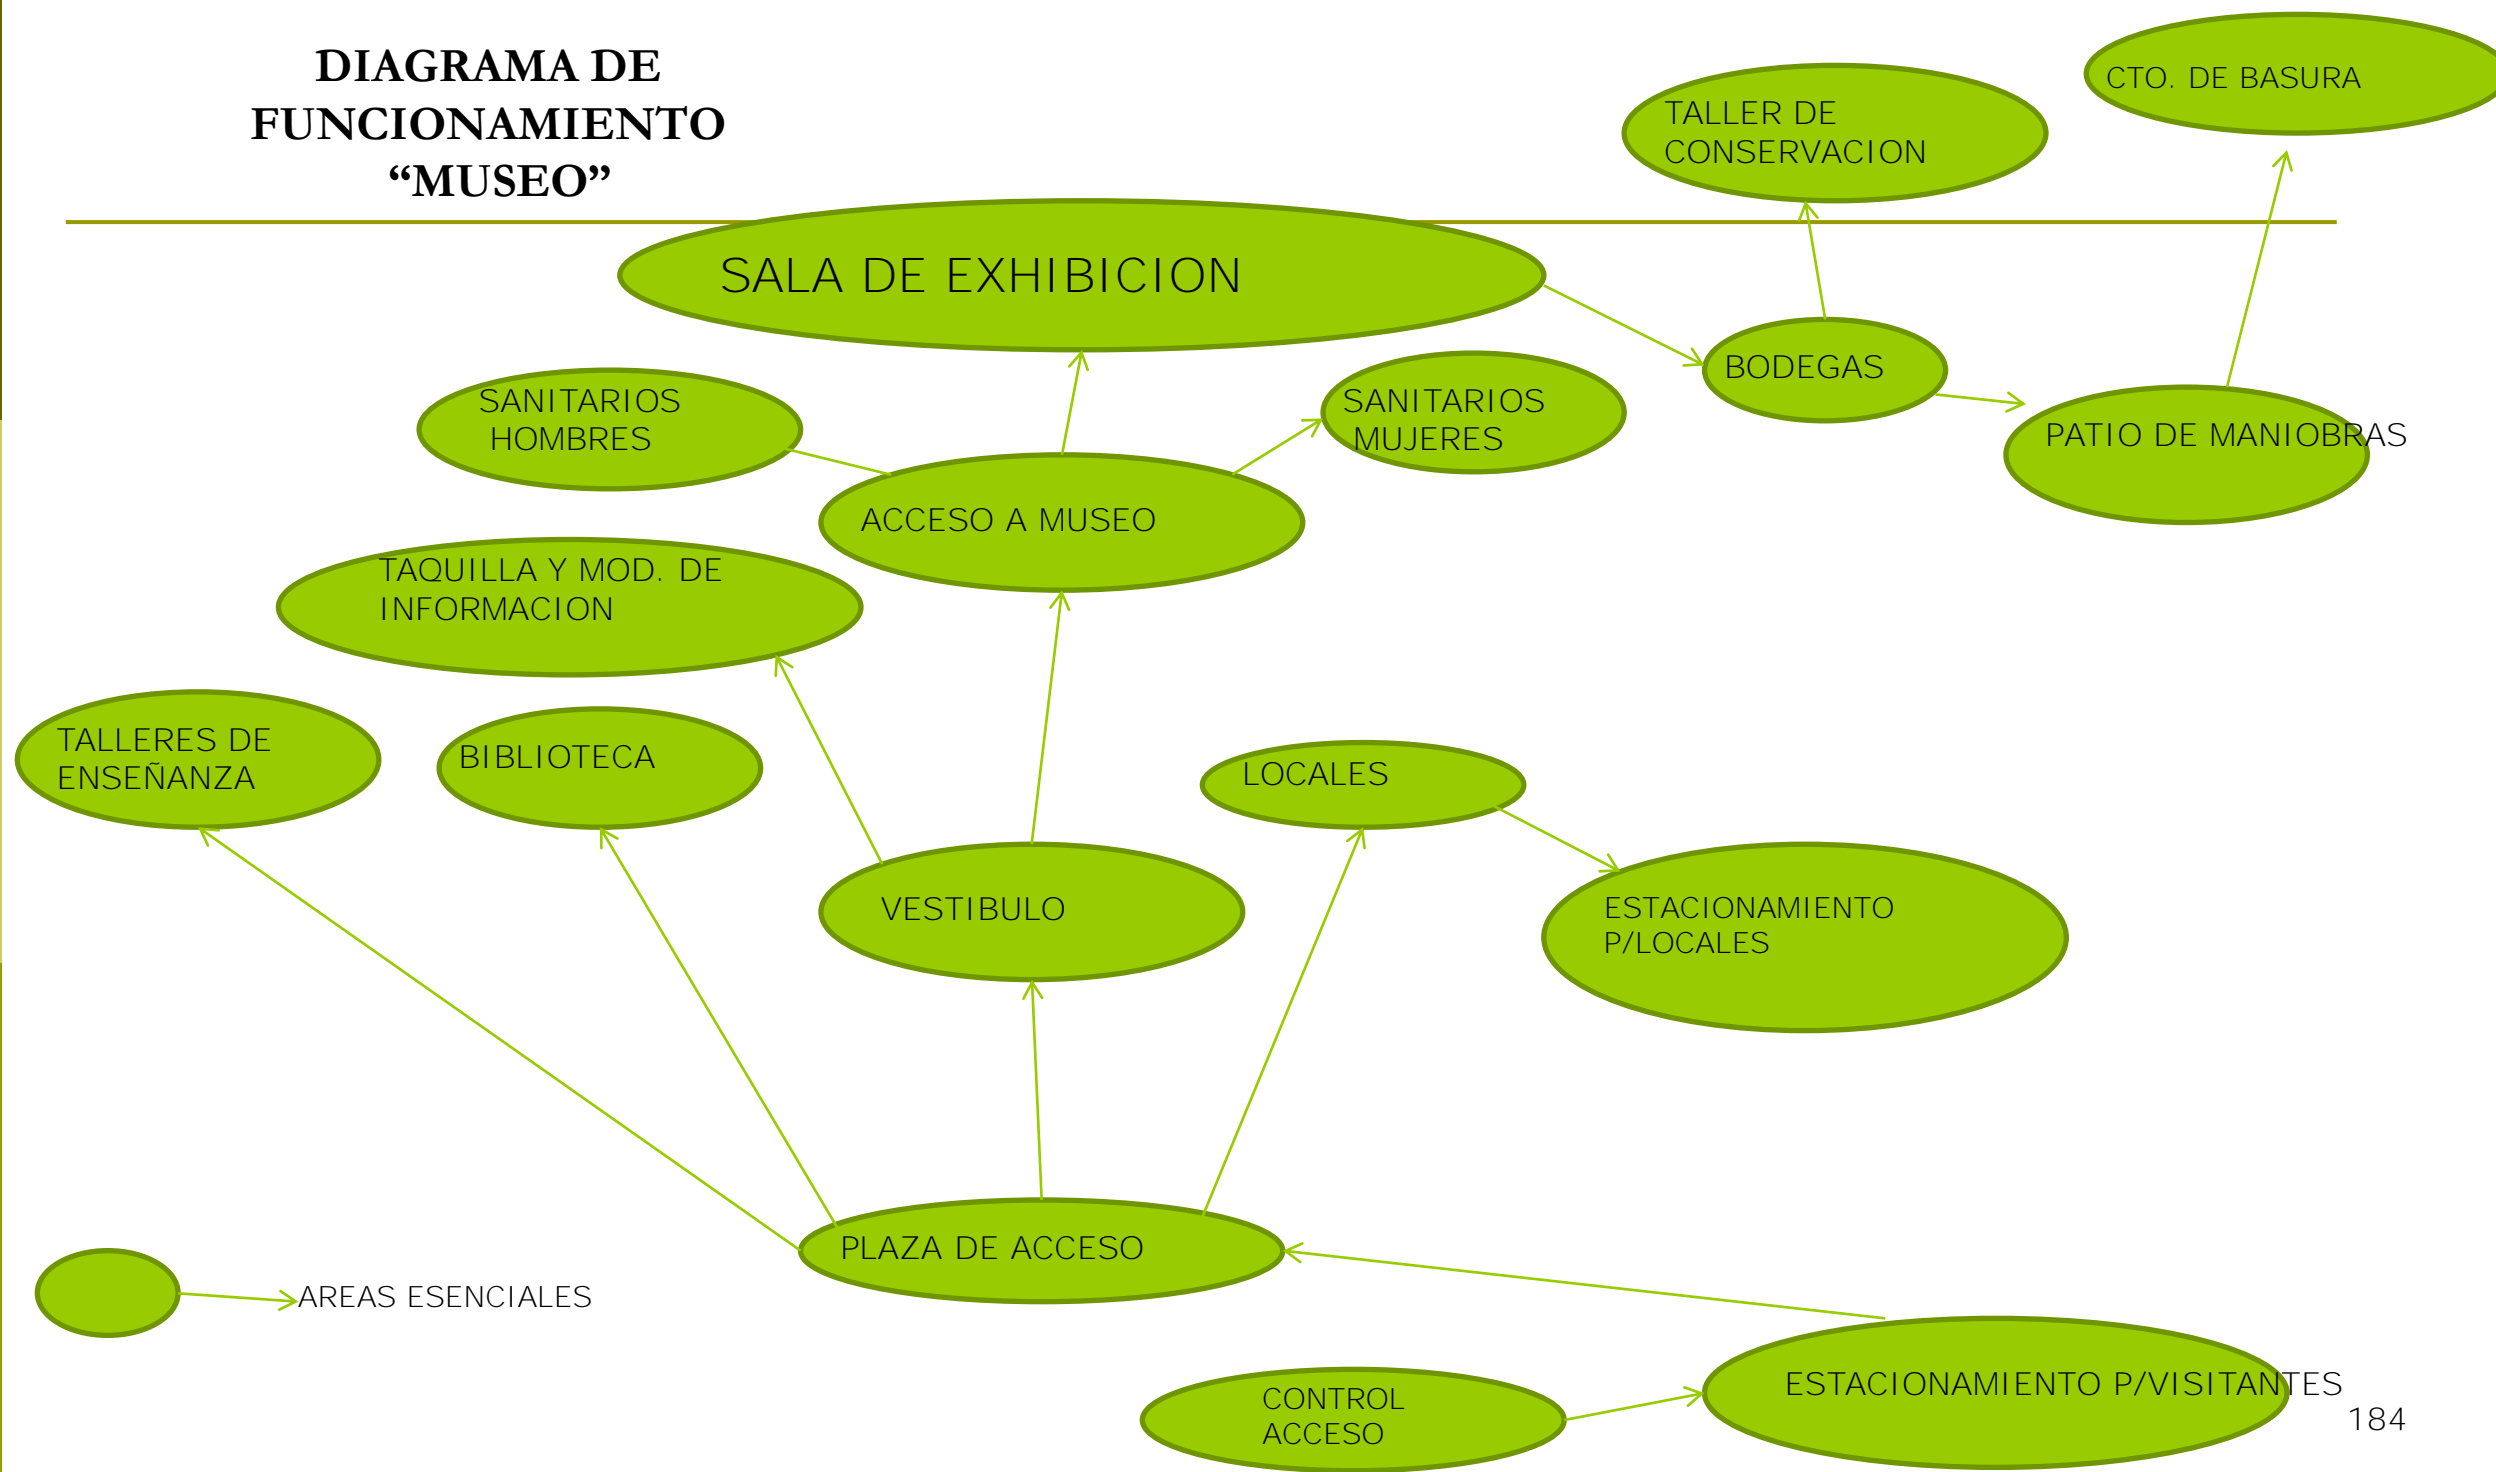 DIAGRAMA DE
FUNCIONAMIENTO
“MUSEO”
CTO. DE BASURA
TALLER DE
CONSERVACION
SALA DE EXHIBICION
BODEGAS
SANITARIOS
HOMBRES
SANITARIOS
MUJERES
PATIO DE MANIOBRAS
ACCESO A MUSEO
TAQUILLA Y MOD. DE
INFORMACION
TALLERES DE
ENSEÑANZA
BIBLIOTECA
LOCALES
VESTIBULO
ESTACIONAMIENTO
P/LOCALES
PLAZA DE ACCESO
AREAS ESENCIALES
CONTROL
ACCESO
ESTACIONAMIENTO P/VISITANTES
184